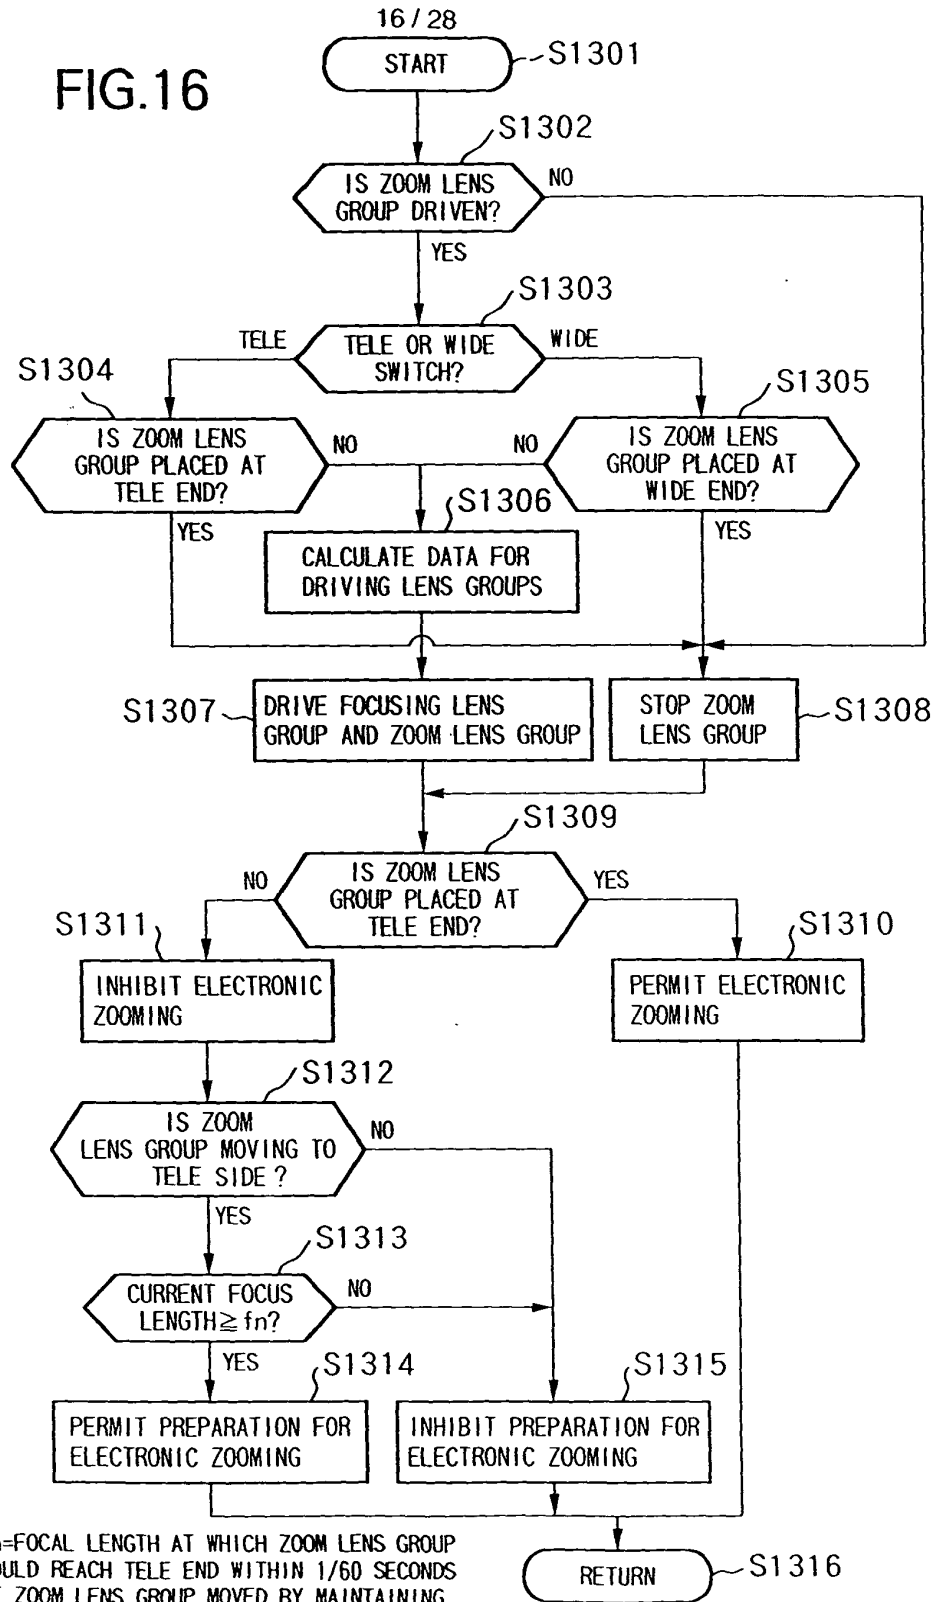 16/28
FIG.16
START
S1301
S1302
IS ZOOM LENS
GROUP DRIVEN?
NO
YES
S1303
TELE
TELE OR WIDE
SWITCH?
WIDE
S1304
S1305
IS ZOOM LENS
GROUP PLACED AT
TELE END?
NO
NO
IS ZOOM LENS
GROUP PLACED AT
WIDE END?
YES
S1306
YES
CALCULATE DATA FOR
DRIVING LENS GROUPS
S1307
DRIVE FOCUSING LENS
GROUP AND ZOOM LENS GROUP
STOP ZOOM
LENS GROUP
S1308
S1309
NO
IS ZOOM LENS
GROUP PLACED AT
TELE END?
YES
S1311
S1310
INHIBIT ELECTRONIC
ZOOMING
PERMIT ELECTRONIC
ZOOMING
S1312
IS ZOOM
LENS GROUP MOVING TO
TELE SIDE?
NO
YES
S1313
CURRENT FOCUS
LENGTH≧fn?
NO
YES
S1314
S1315
PERMIT PREPARATION FOR
ELECTRONIC ZOOMING
INHIBIT PREPARATION FOR
ELECTRONIC ZOOMING
=FOCAL LENGTH AT WHICH ZOOM LENS GROUP
REACH TELE END WITHIN 1/60 SECONDS
ZOOM LENS GROUP MOVED BY MAINTAINING
RETURN
S1316